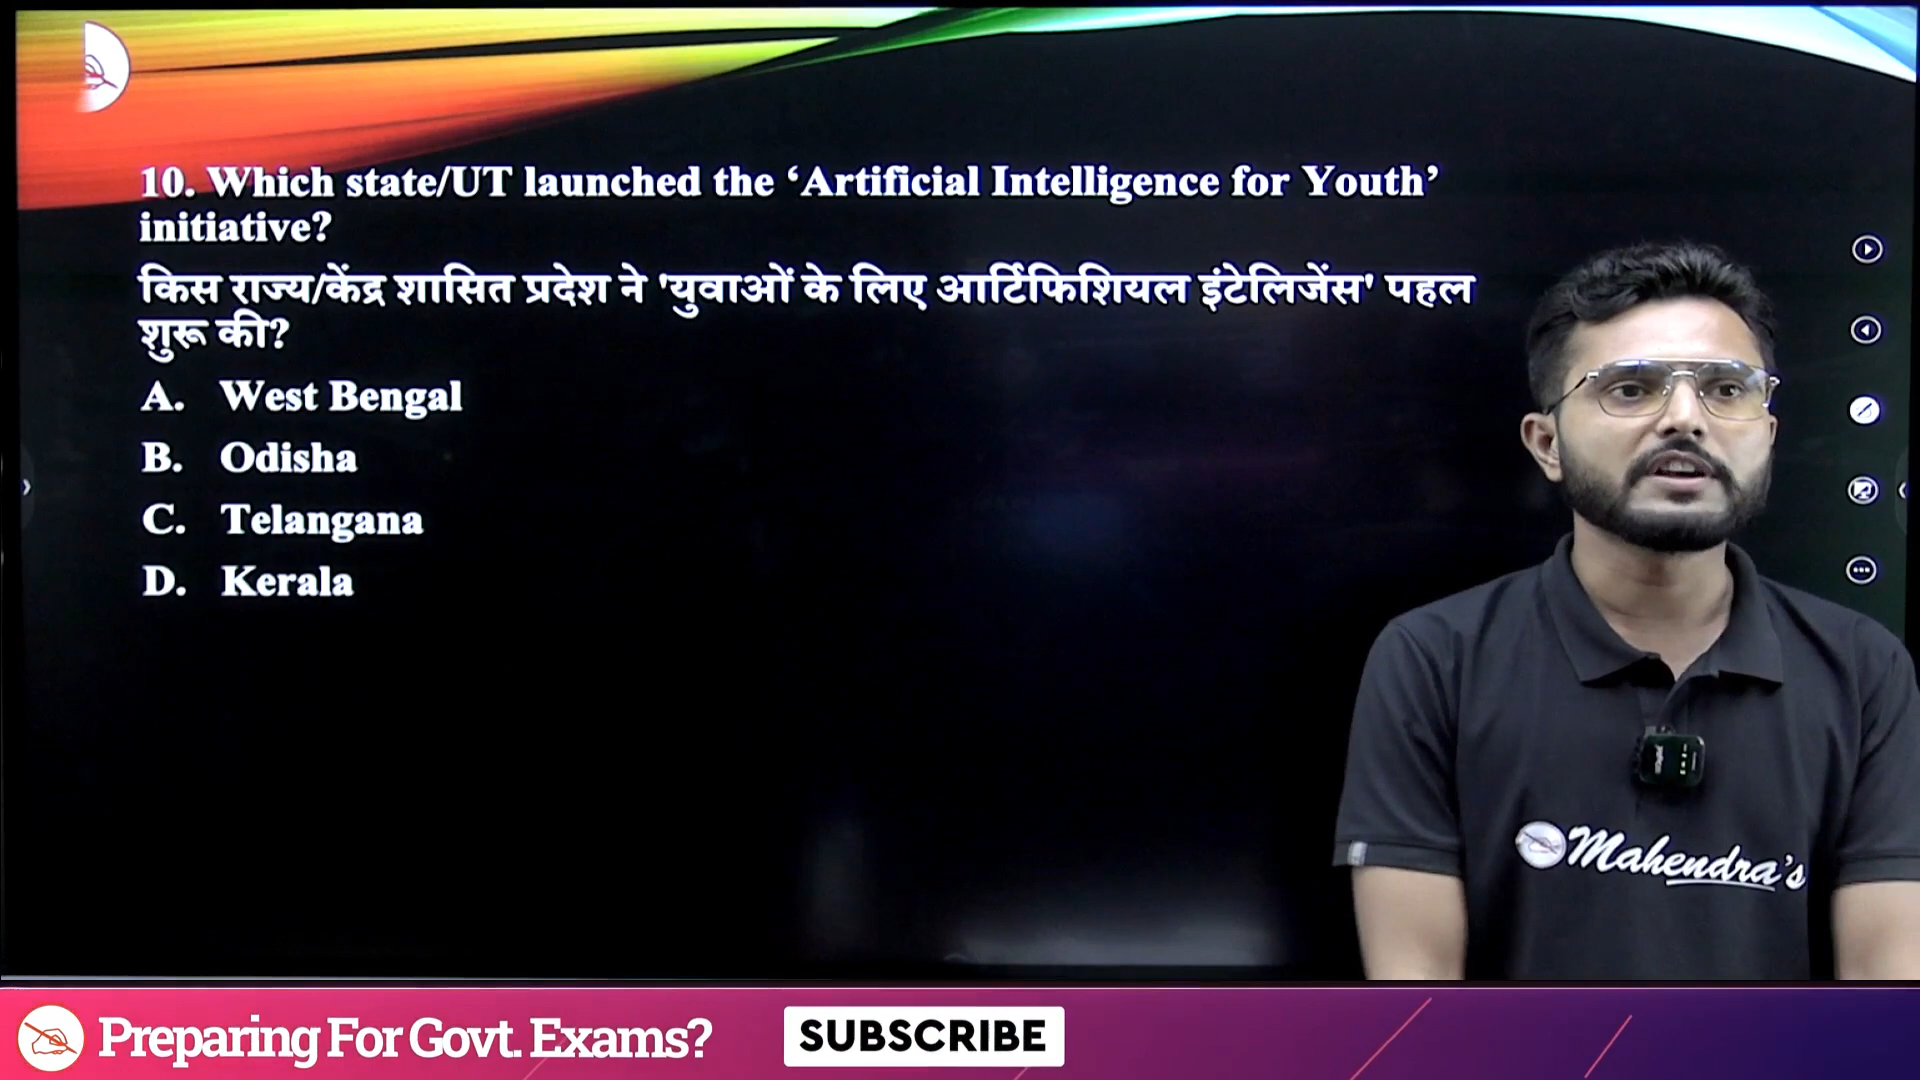 10. Which state/UT launched the ‘Artificial Intelligence for Youth’
initiative?
किस राज्य/केंद्र शासित प्रदेश ने 'युवाओं के लिए आर्टिफिशियल इंटेलिजेंस' पहल
शुरू की?
A. West Bengal
B. Odisha
C. Telangana
D. Kerala
Mahendra's
Preparing For Govt. Exams?
SUBSCRIBE